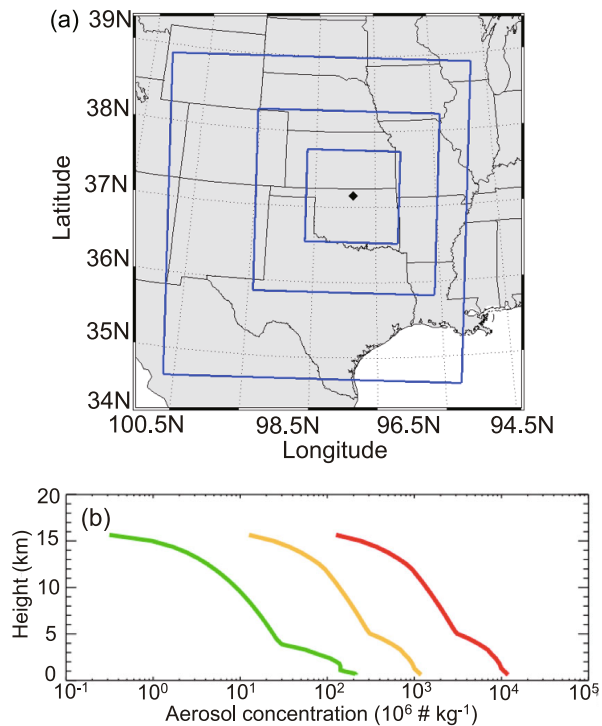 (a)
39N
38N
37N
36N
35N
34N
Latitude
100.5N 98.5N 96.5N 94.5N
Longitude
(b)
20
15
10
5
0
Height (km)
10-1 100 101 102 103 104 105
Aerosol concentration (106 # kg-1)